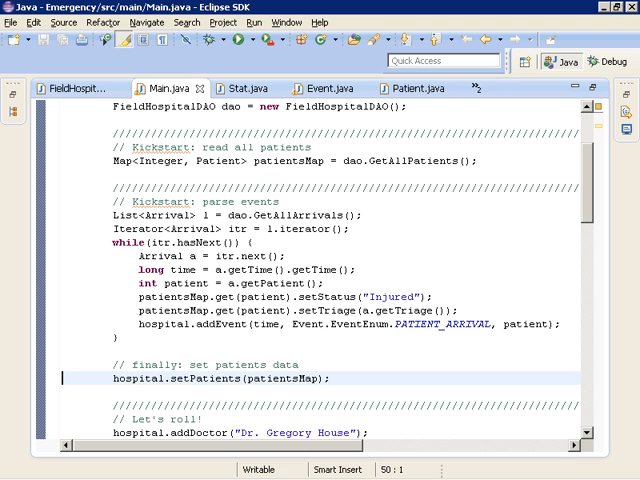 Java - Emergency/src/main/Main.java - Eclipse SDK
File Edit Source Refactor Navigate Search Project Run Window Help
Quick Access
Java
Debug
FieldHospit...
Main.java
Stat.java
Event.java
Patient.java
»2
FieldHospitalDAO dao = new FieldHospitalDAO();
////////////////////////////////////////////////////////////////////////
// Kickstart: read all patients
Map<Integer, Patient> patientsMap = dao.GetAllPatients();
////////////////////////////////////////////////////////////////////////
// Kickstart: parse events
List<Arrival> l = dao.GetAllArrivals();
Iterator<Arrival> itr = l.iterator();
while(itr.hasNext()) {
Arrival a = itr.next();
long time = a.getTime().getTime();
int patient = a.getPatient();
patientsMap.get(patient).setStatus("Injured");
patientsMap.get(patient).setTriage(a.getTriage());
hospital.addEvent(time, Event.EventEnum.PATIENT_ARRIVAL, patient);
}
// finally: set patients data
hospital.setPatients(patientsMap);
////////////////////////////////////////////////////////////////////////
// Let's roll!
hospital.addDoctor("Dr. Gregory House");
Writable
Smart Insert
50 : 1